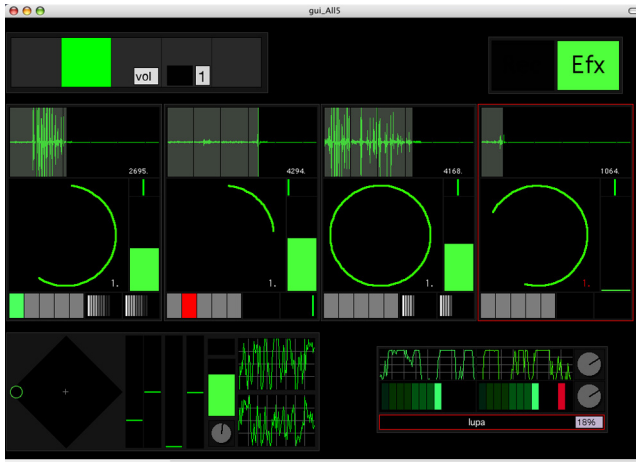 gui_All5
vol 1
Efx
2695. 4294. 4168. 1064.
1. 1. 1. 1.
lupa 18%